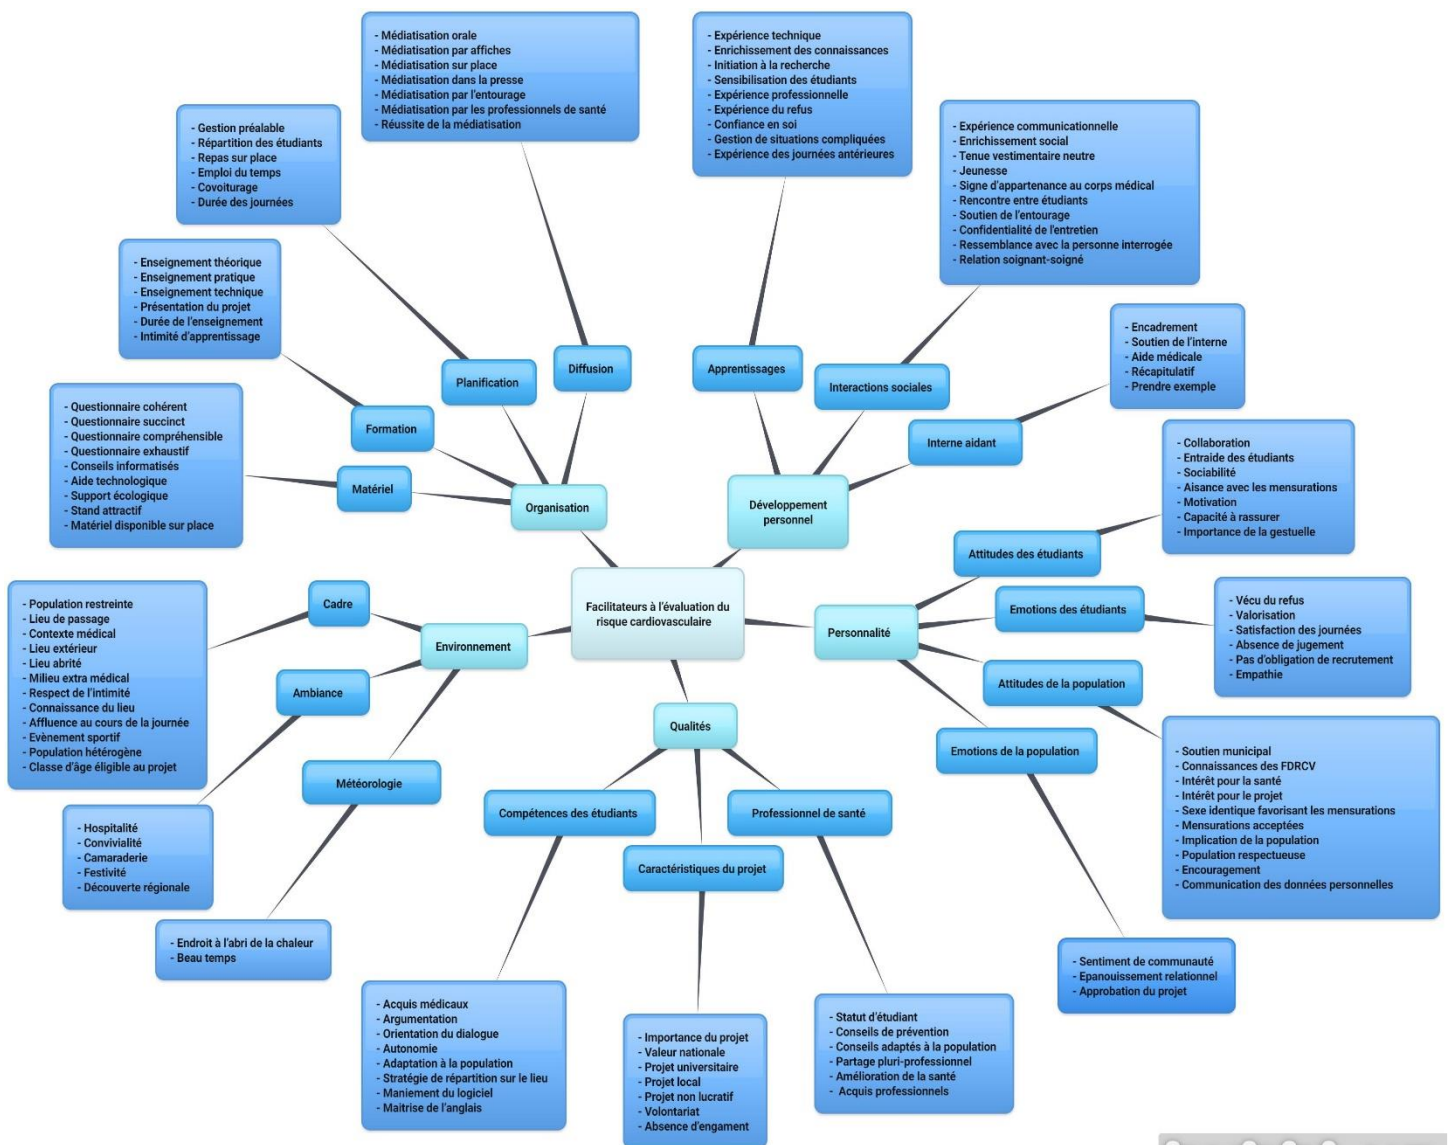 Facilitateurs à l'évaluation du
risque cardiovasculaire
Organisation
Diffusion
- Médiatisation orale
- Médiatisation par affiches
- Médiatisation sur place
- Médiatisation dans la presse
- Médiatisation par l'entourage
- Médiatisation par les professionnels de santé
- Réussite de la médiatisation
Planification
- Gestion préalable
- Répartition des étudiants
- Repas sur place
- Emploi du temps
- Covoiturage
- Durée des journées
Formation
- Enseignement théorique
- Enseignement pratique
- Enseignement technique
- Présentation du projet
- Durée de l'enseignement
- Intimité d'apprentissage
Matériel
- Questionnaire cohérent
- Questionnaire succinct
- Questionnaire compréhensible
- Questionnaire exhaustif
- Conseils informatisés
- Aide technologique
- Support écologique
- Stand attractif
- Matériel disponible sur place
Développement
personnel
Apprentissages
- Expérience technique
- Enrichissement des connaissances
- Initiation à la recherche
- Sensibilisation des étudiants
- Expérience professionnelle
- Expérience du refus
- Confiance en soi
- Gestion de situations compliquées
- Expérience des journées antérieures
Interactions sociales
- Expérience communicationnelle
- Enrichissement social
- Tenue vestimentaire neutre
- Jeunesse
- Signe d'appartenance au corps médical
- Rencontre entre étudiants
- Soutien de l'entourage
- Confidentialité de l'entretien
- Ressemblance avec la personne interrogée
- Relation soignant-soigné
Interne aidant
- Encadrement
- Soutien de l'interne
- Aide médicale
- Récapitulatif
- Prendre exemple
Personnalité
Attitudes des étudiants
- Collaboration
- Entraide des étudiants
- Sociabilité
- Aisance avec les mensurations
- Motivation
- Capacité à rassurer
- Importance de la gestuelle
Emotions des étudiants
- Vécu du refus
- Valorisation
- Satisfaction des journées
- Absence de jugement
- Pas d'obligation de recrutement
- Empathie
Attitudes de la population
- Soutien municipal
- Connaissances des FDRCV
- Intérêt pour la santé
- Intérêt pour le projet
- Sexe identique favorisant les mensurations
- Mensurations acceptées
- Implication de la population
- Population respectueuse
- Encouragement
- Communication des données personnelles
Emotions de la population
- Sentiment de communauté
- Epanouissement relationnel
- Approbation du projet
Environnement
Cadre
- Population restreinte
- Lieu de passage
- Contexte médical
- Lieu extérieur
- Lieu abrité
- Milieu extra médical
- Respect de l'intimité
- Connaissance du lieu
- Affluence au cours de la journée
- Evènement sportif
- Population hétérogène
- Classe d'âge éligible au projet
Ambiance
- Hospitalité
- Convivialité
- Camaraderie
- Festivité
- Découverte régionale
Météorologie
- Endroit à l'abri de la chaleur
- Beau temps
Qualités
Compétences des étudiants
- Acquis médicaux
- Argumentation
- Orientation du dialogue
- Autonomie
- Adaptation à la population
- Stratégie de répartition sur le lieu
- Maniement du logiciel
- Maitrise de l'anglais
Caractéristiques du projet
- Importance du projet
- Valeur nationale
- Projet universitaire
- Projet local
- Projet non lucratif
- Volontariat
- Absence d'engament
Professionnel de santé
- Statut d'étudiant
- Conseils de prévention
- Conseils adaptés à la population
- Partage pluri-professionnel
- Amélioration de la santé
- Acquis professionnels